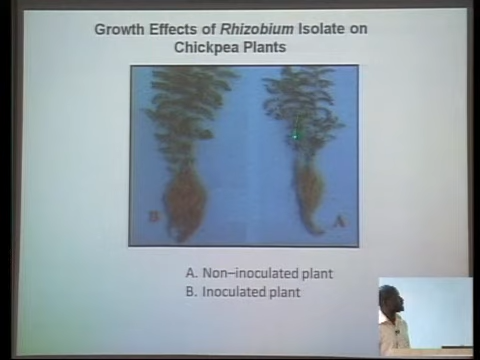 Growth Effects of Rhizobium Isolate on
Chickpea Plants
B
A
A. Non–inoculated plant
B. Inoculated plant